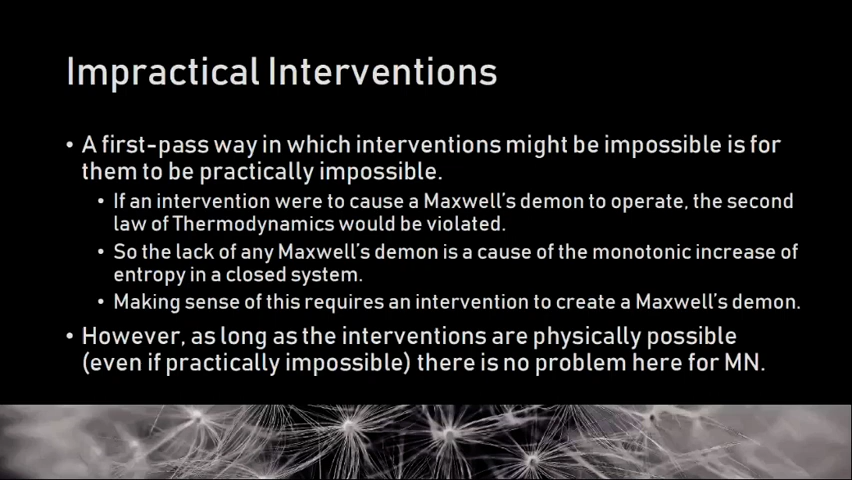 Impractical Interventions
• A first-pass way in which interventions might be impossible is for
them to be practically impossible.
• If an intervention were to cause a Maxwell's demon to operate, the second
law of Thermodynamics would be violated.
• So the lack of any Maxwell's demon is a cause of the monotonic increase of
entropy in a closed system.
• Making sense of this requires an intervention to create a Maxwell's demon.
• However, as long as the interventions are physically possible
(even if practically impossible) there is no problem here for MN.